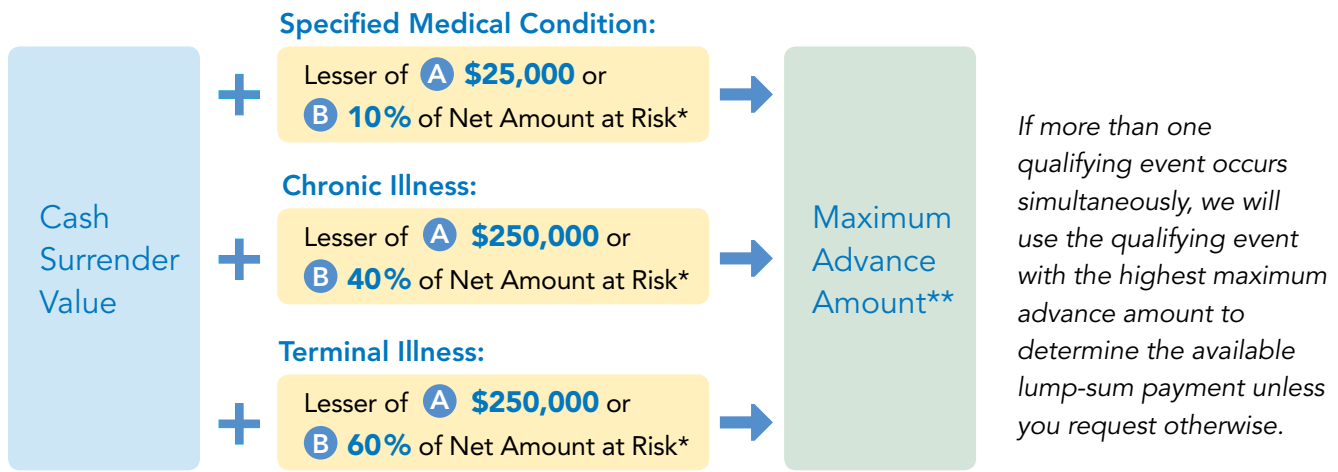 Cash
Surrender
Value
Specified Medical Condition:
Lesser of A $25,000 or
B 10% of Net Amount at Risk*
Chronic Illness:
Lesser of A $250,000 or
B 40% of Net Amount at Risk*
Terminal Illness:
Lesser of A $250,000 or
B 60% of Net Amount at Risk*
Maximum
Advance
Amount**
If more than one
qualifying event occurs
simultaneously, we will
use the qualifying event
with the highest maximum
advance amount to
determine the available
lump-sum payment unless
you request otherwise.